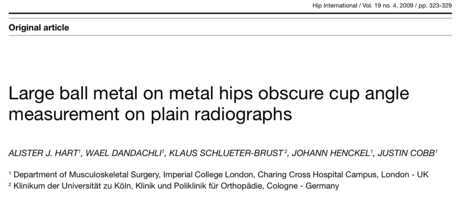 Hip International / Vol. 19 no. 4, 2009 / pp. 323-329
Original article
Large ball metal on metal hips obscure cup angle
measurement on plain radiographs
ALISTER J. HART¹, WAEL DANDACHLI¹, KLAUS SCHLUETER-BRUST², JOHANN HENCKEL¹, JUSTIN COBB¹
¹ Department of Musculoskeletal Surgery, Imperial College London, Charing Cross Hospital Campus, London - UK
² Klinikum der Universität zu Köln, Klinik und Poliklinik für Orthopädie, Cologne - Germany